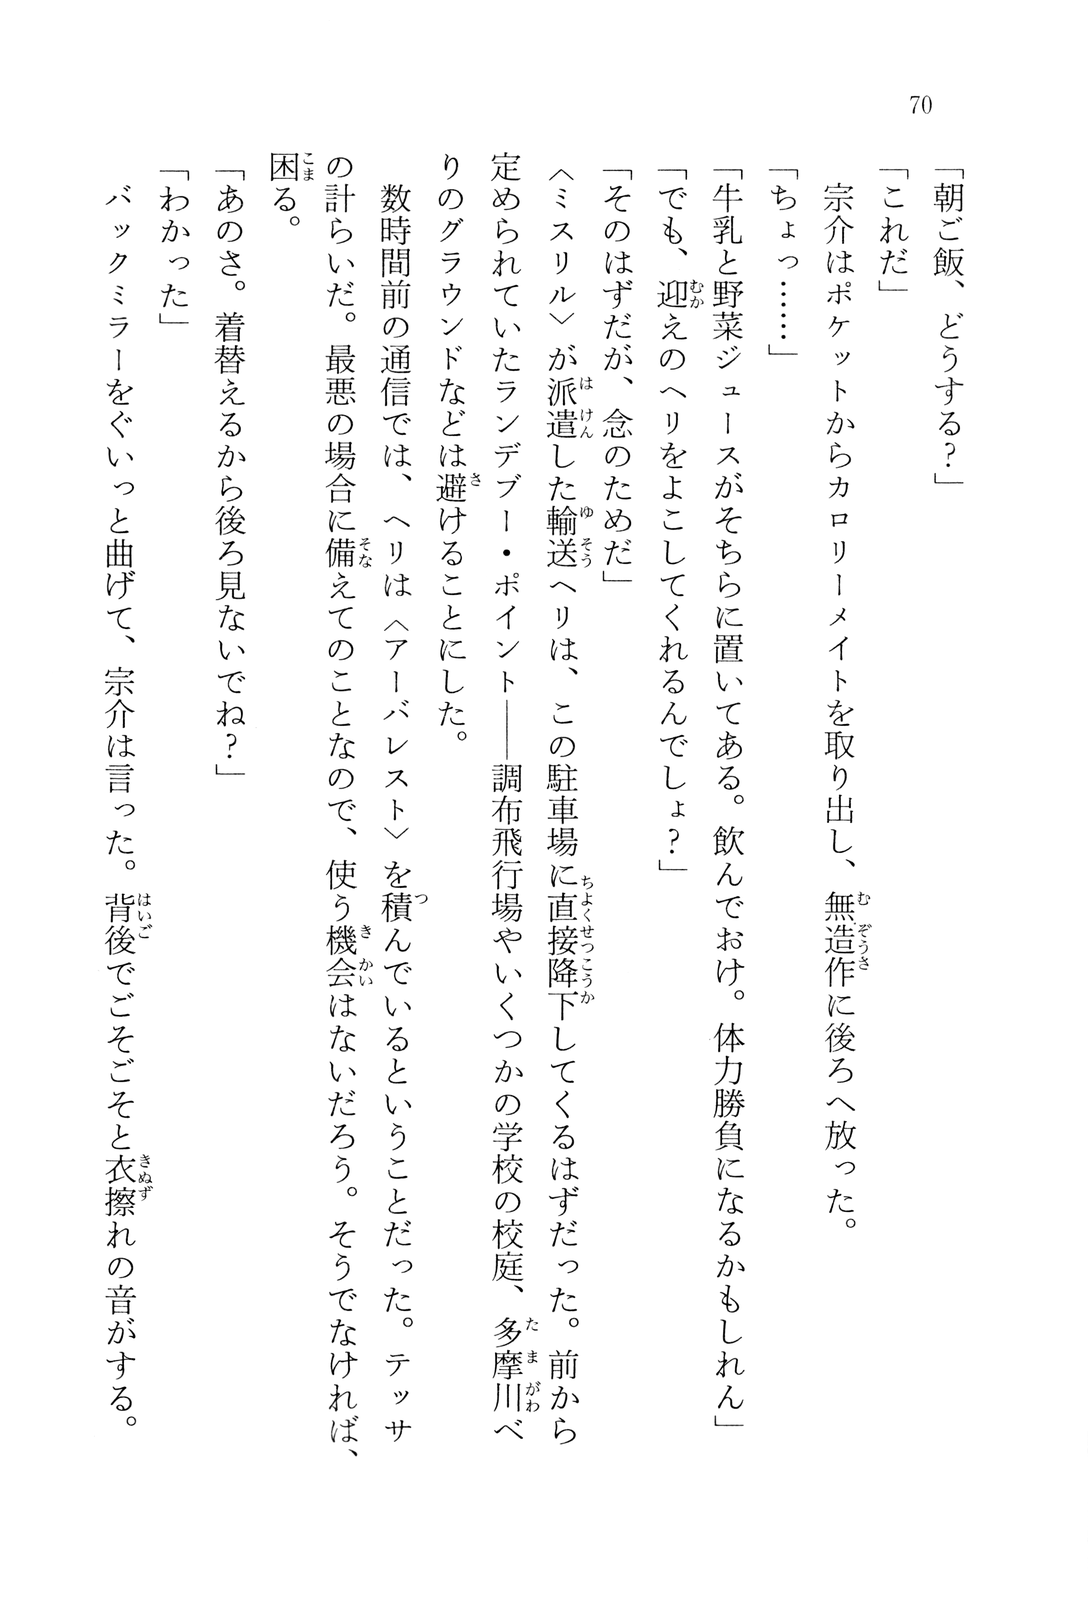 70
「朝ご飯、どうする?」
「これだ」
　宗介はポケットからカロリーメイトを取り出し、無造作に後ろへ放った。
「ちょっ……」
「牛乳と野菜ジュースがそちらに置いてある。飲んでおけ。体力勝負になるかもしれん」
「でも、迎えのヘリをよこしてくれるんでしょ?」
「そのはずだが、念のためだ」
〈ミスリル〉が派遣した輸送ヘリは、この駐車場に直接降下してくるはずだった。前から
定められていたランデブー・ポイント――調布飛行場やいくつかの学校の校庭、多摩川べ
りのグラウンドなどは避けることにした。
　数時間前の通信では、ヘリは〈アーバレスト〉を積んでいるということだった。テッサ
の計らいだ。最悪の場合に備えてのことなので、使う機会はないだろう。そうでなければ、
困る。
「あのさ。着替えるから後ろ見ないでね?」
「わかった」
　バックミラーをぐいっと曲げて、宗介は言った。背後でごそごそと衣擦れの音がする。